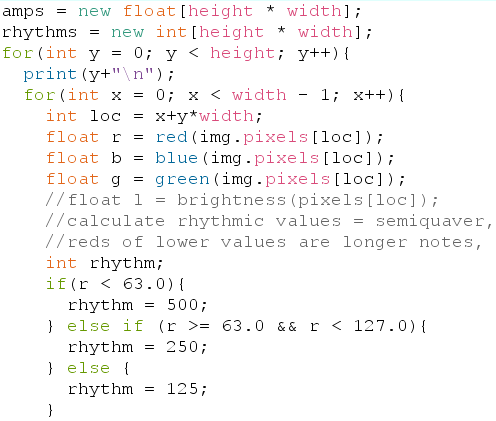 amps = new float[height * width];
rhythms = new int[height * width];
for(int y = 0; y < height; y++){
  print(y+"\n");
  for(int x = 0; x < width - 1; x++){
    int loc = x+y*width;
    float r = red(img.pixels[loc]);
    float b = blue(img.pixels[loc]);
    float g = green(img.pixels[loc]);
    //float l = brightness(pixels[loc]);
    //calculate rhythmic values = semiquaver,
    //reds of lower values are longer notes,
    int rhythm;
    if(r < 63.0){
      rhythm = 500;
    } else if (r >= 63.0 && r < 127.0){
      rhythm = 250;
    } else {
      rhythm = 125;
    }